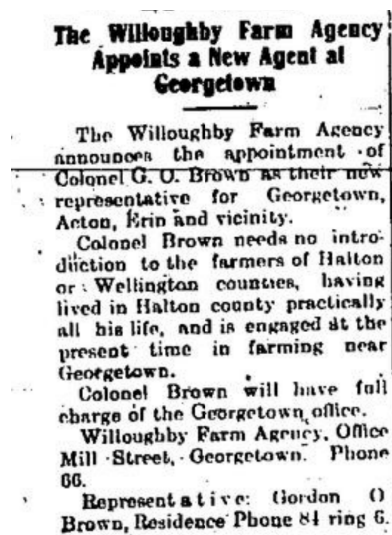 The Willoughby Farm Agency
Appoints a New Agent at
Georgetown
The Willoughby Farm Agency
announces the appointment of
Colonel G. O. Brown as their new
representative for Georgetown,
Acton, Erin and vicinity.
Colonel Brown needs no intro-
duction to the farmers of Halton
or Wellington counties, having
lived in Halton county practically
all his life, and is engaged at the
present time in farming near
Georgetown.
Colonel Brown will have full
charge of the Georgetown office.
Willoughby Farm Agency, Office
Mill Street, Georgetown. Phone
66.
Representative: Gordon O
Brown, Residence Phone 84 ring 6.